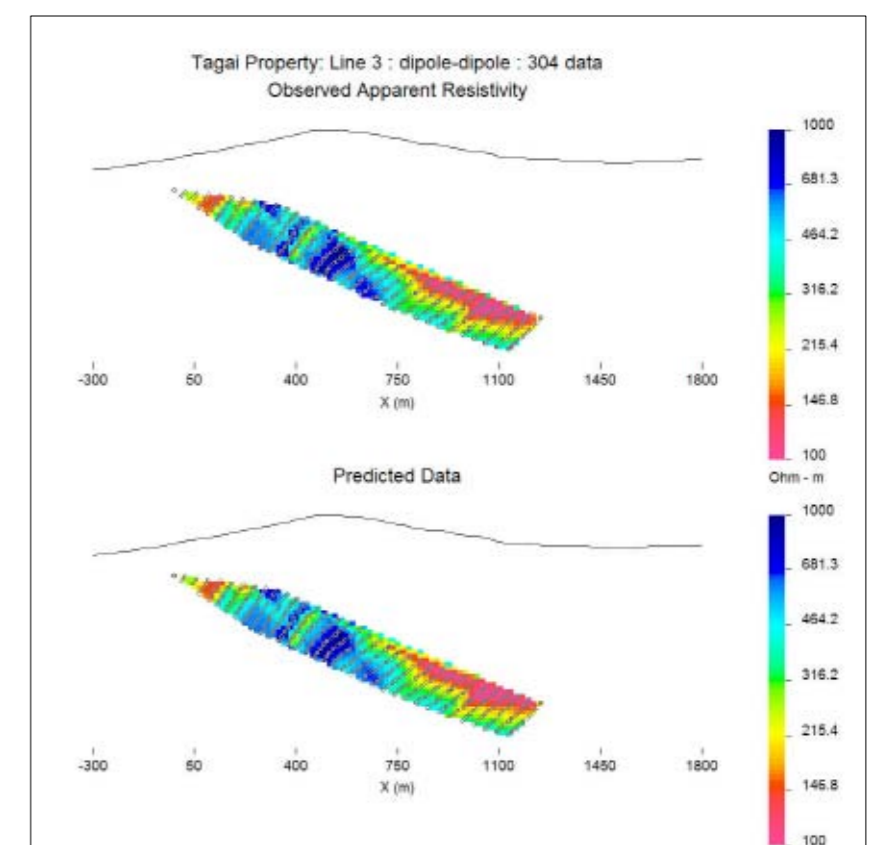 Tagai Property: Line 3 : dipole-dipole : 304 data
Observed Apparent Resistivity
1000
681.3
464.2
316.2
215.4
146.8
100
Ohm - m
-300 50 400 750 1100 1450 1800
X (m)
Predicted Data
1000
681.3
464.2
316.2
215.4
146.8
100
-300 50 400 750 1100 1450 1800
X (m)